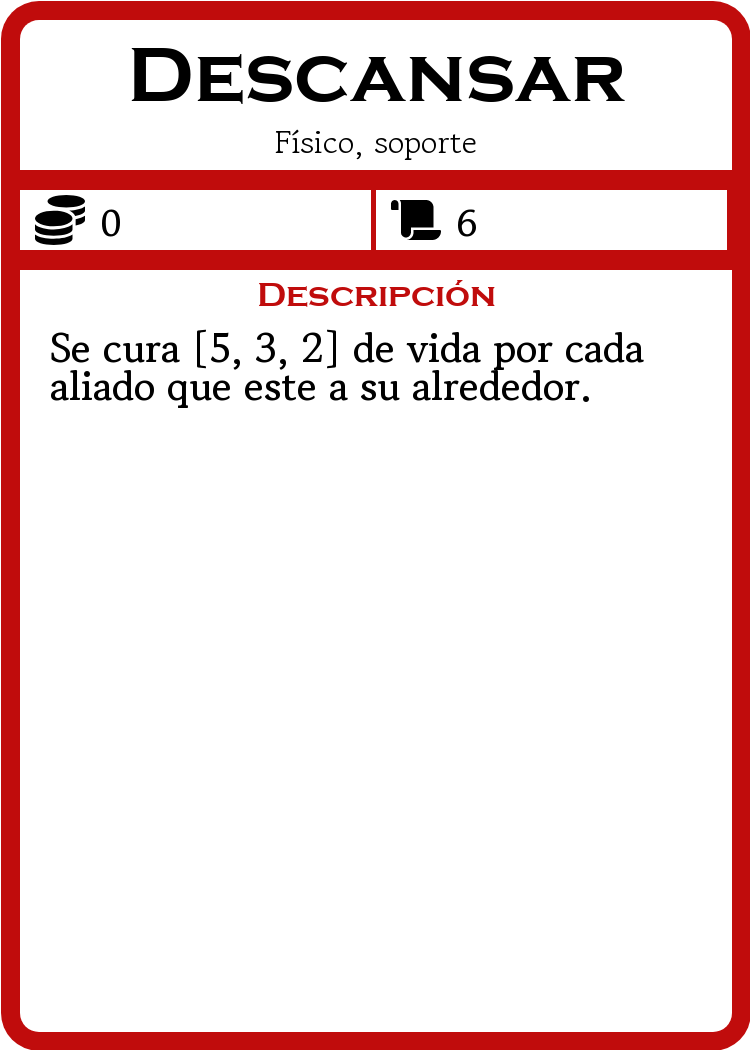 Descansar
Físico, soporte
0
6
Descripción
Se cura [5, 3, 2] de vida por cada
aliado que este a su alrededor.